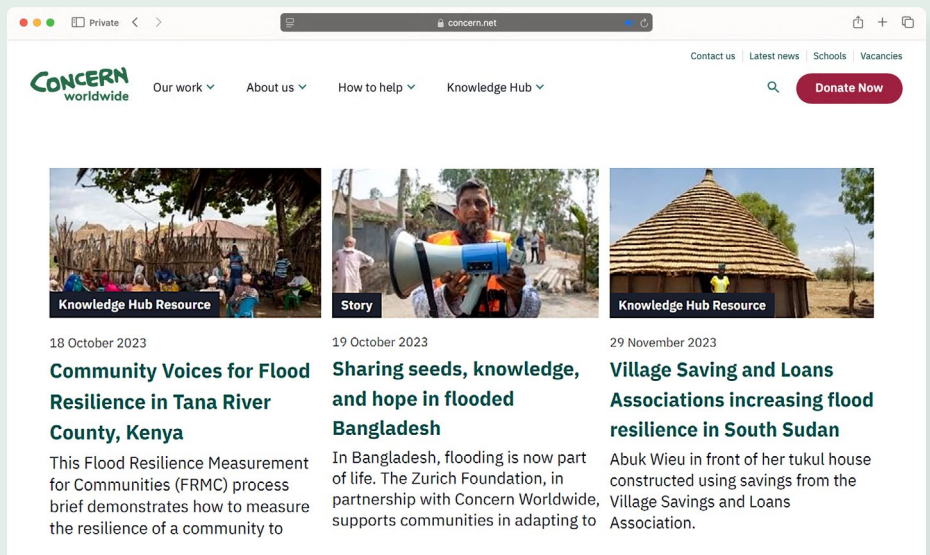 Private
concern.net
Contact us
Latest news
Schools
Vacancies
CONCERN
worldwide
Our work
About us
How to help
Knowledge Hub
Donate Now
Knowledge Hub Resource
18 October 2023
Community Voices for Flood
Resilience in Tana River
County, Kenya
This Flood Resilience Measurement
for Communities (FRMC) process
brief demonstrates how to measure
the resilience of a community to
Story
19 October 2023
Sharing seeds, knowledge,
and hope in flooded
Bangladesh
In Bangladesh, flooding is now part
of life. The Zurich Foundation, in
partnership with Concern Worldwide,
supports communities in adapting to
Knowledge Hub Resource
29 November 2023
Village Saving and Loans
Associations increasing flood
resilience in South Sudan
Abuk Wieu in front of her tukul house
constructed using savings from the
Village Savings and Loans
Association.